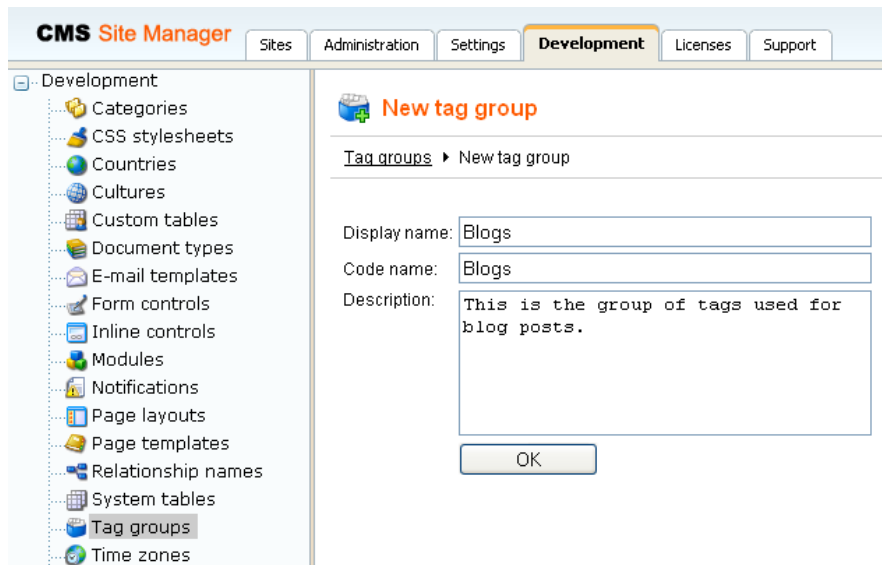 CMS Site Manager
Sites
Administration
Settings
Development
Licenses
Support
Development
Categories
CSS stylesheets
Countries
Cultures
Custom tables
Document types
E-mail templates
Form controls
Inline controls
Modules
Notifications
Page layouts
Page templates
Relationship names
System tables
Tag groups
Time zones
New tag group
Tag groups ▶ New tag group
Display name: Blogs
Code name: Blogs
Description: This is the group of tags used for
blog posts.
OK